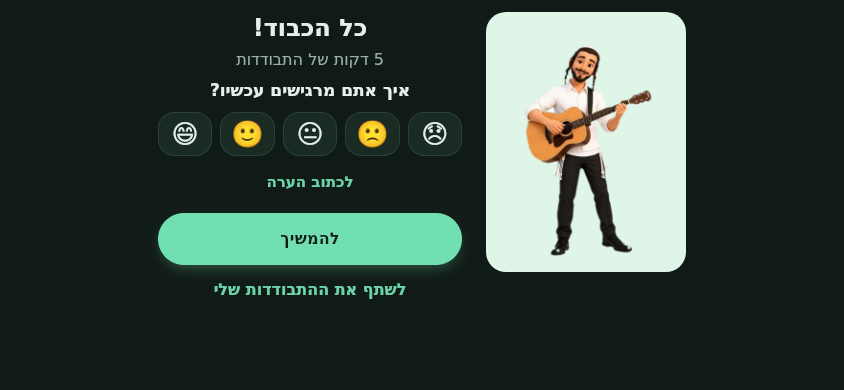 כל הכבוד!
5 דקות של התבודדות
איך אתם מרגישים עכשיו?
לכתוב הערה
להמשיך
לשתף את ההתבודדות שלי